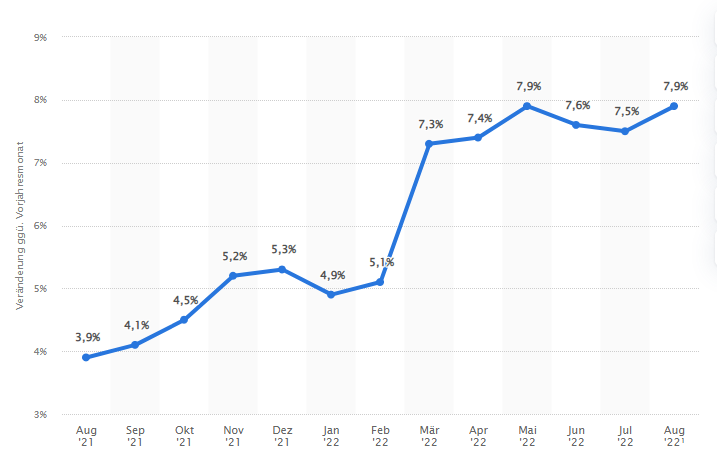 Veränderung ggü. Vorjahresmonat
9%
8%
7%
6%
5%
4%
3%
3,9%
4,1%
4,5%
5,2%
5,3%
4,9%
5,1%
7,3%
7,4%
7,9%
7,6%
7,5%
7,9%
Aug
'21
Sep
'21
Okt
'21
Nov
'21
Dez
'21
Jan
'22
Feb
'22
Mär
'22
Apr
'22
Mai
'22
Jun
'22
Jul
'22
Aug
'22¹